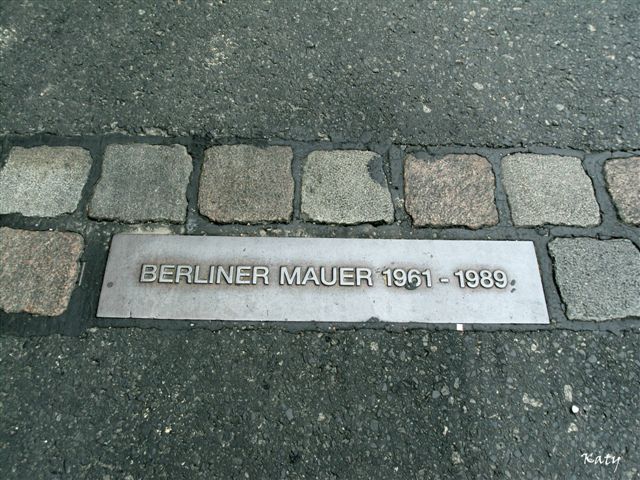 BERLINER MAUER 1961 - 1989
Katy